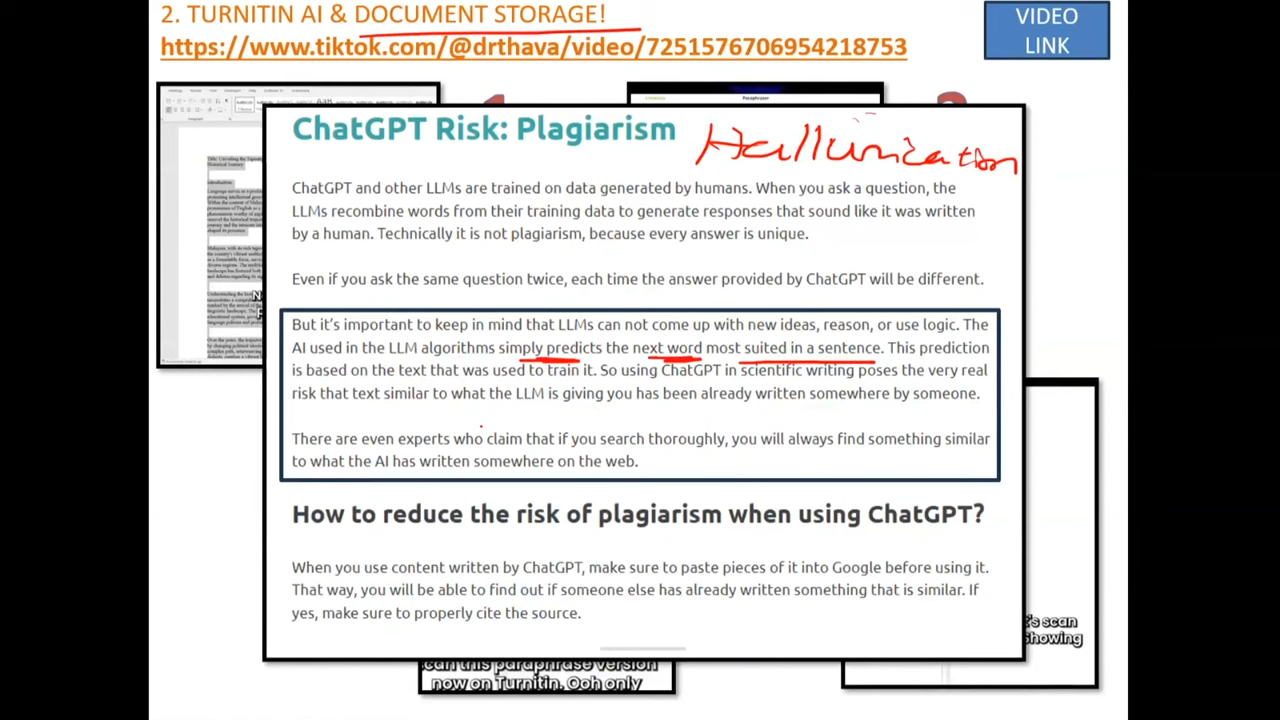 2. TURNITIN AI & DOCUMENT STORAGE!
https://www.tiktok.com/@drthava/video/7251576706954218753
VIDEO
LINK
ChatGPT Risk: Plagiarism
Hallunication
ChatGPT and other LLMs are trained on data generated by humans. When you ask a question, the
LLMs recombine words from their training data to generate responses that sound like it was written
by a human. Technically it is not plagiarism, because every answer is unique.
Even if you ask the same question twice, each time the answer provided by ChatGPT will be different.
But it's important to keep in mind that LLMs can not come up with new ideas, reason, or use logic. The
AI used in the LLM algorithms simply predicts the next word most suited in a sentence. This prediction
is based on the text that was used to train it. So using ChatGPT in scientific writing poses the very real
risk that text similar to what the LLM is giving you has been already written somewhere by someone.
There are even experts who claim that if you search thoroughly, you will always find something similar
to what the AI has written somewhere on the web.
How to reduce the risk of plagiarism when using ChatGPT?
When you use content written by ChatGPT, make sure to paste pieces of it into Google before using it.
That way, you will be able to find out if someone else has already written something that is similar. If
yes, make sure to properly cite the source.
can this paraphrase version
now on Turnitin. Ooh only
scan
showing